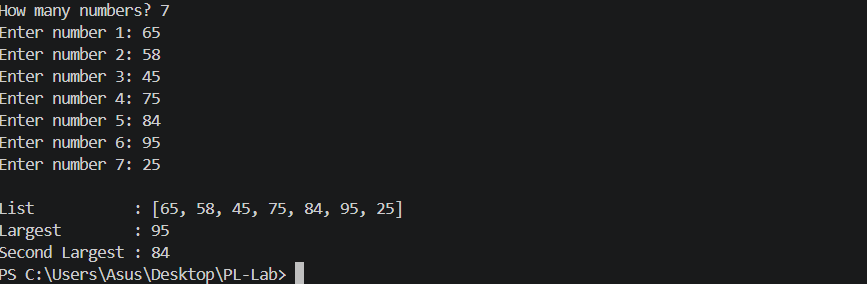 How many numbers? 7
Enter number 1: 65
Enter number 2: 58
Enter number 3: 45
Enter number 4: 75
Enter number 5: 84
Enter number 6: 95
Enter number 7: 25

List           : [65, 58, 45, 75, 84, 95, 25]
Largest        : 95
Second Largest : 84
PS C:\Users\Asus\Desktop\PL-Lab>